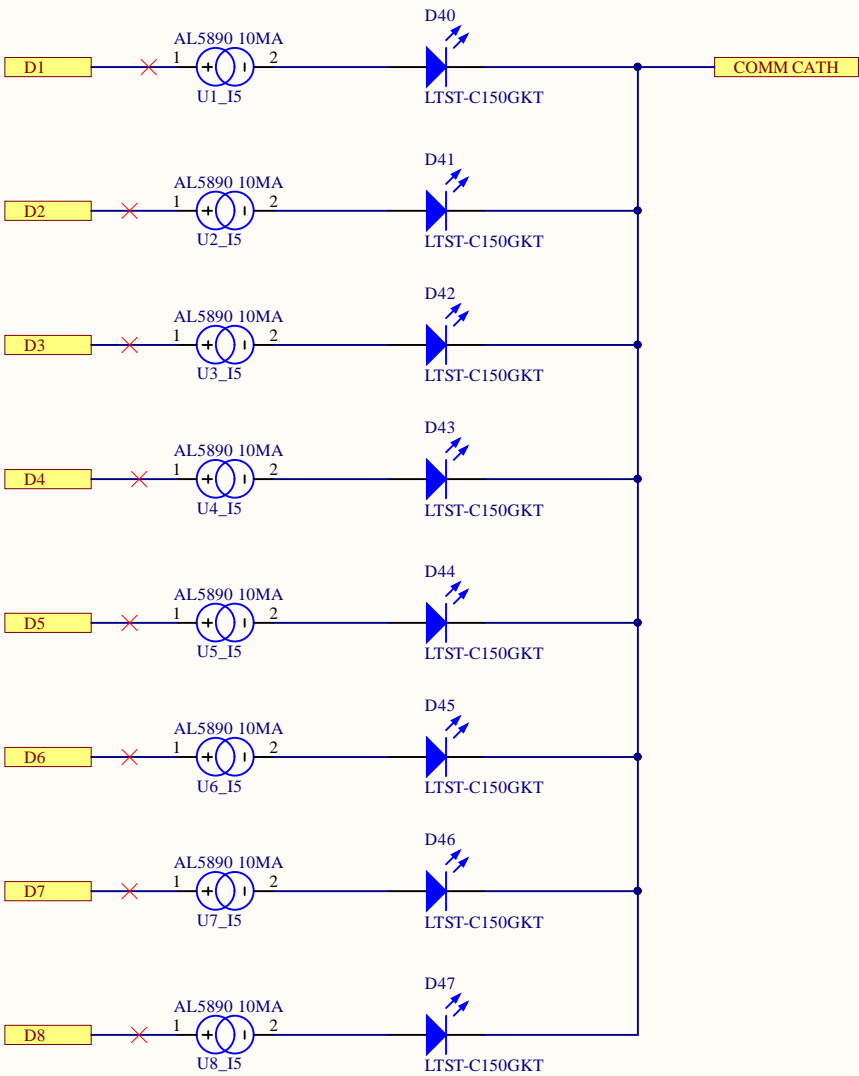 D40
AL5890 10MA
D1
1
2
COMM CATH
U1_I5
LTST-C150GKT
D41
AL5890 10MA
D2
1
2
U2_I5
LTST-C150GKT
D42
AL5890 10MA
D3
1
2
U3_I5
LTST-C150GKT
D43
AL5890 10MA
D4
1
2
U4_I5
LTST-C150GKT
D44
AL5890 10MA
D5
1
2
U5_I5
LTST-C150GKT
D45
AL5890 10MA
D6
1
2
U6_I5
LTST-C150GKT
D46
AL5890 10MA
D7
1
2
U7_I5
LTST-C150GKT
D47
AL5890 10MA
D8
1
2
U8_I5
LTST-C150GKT